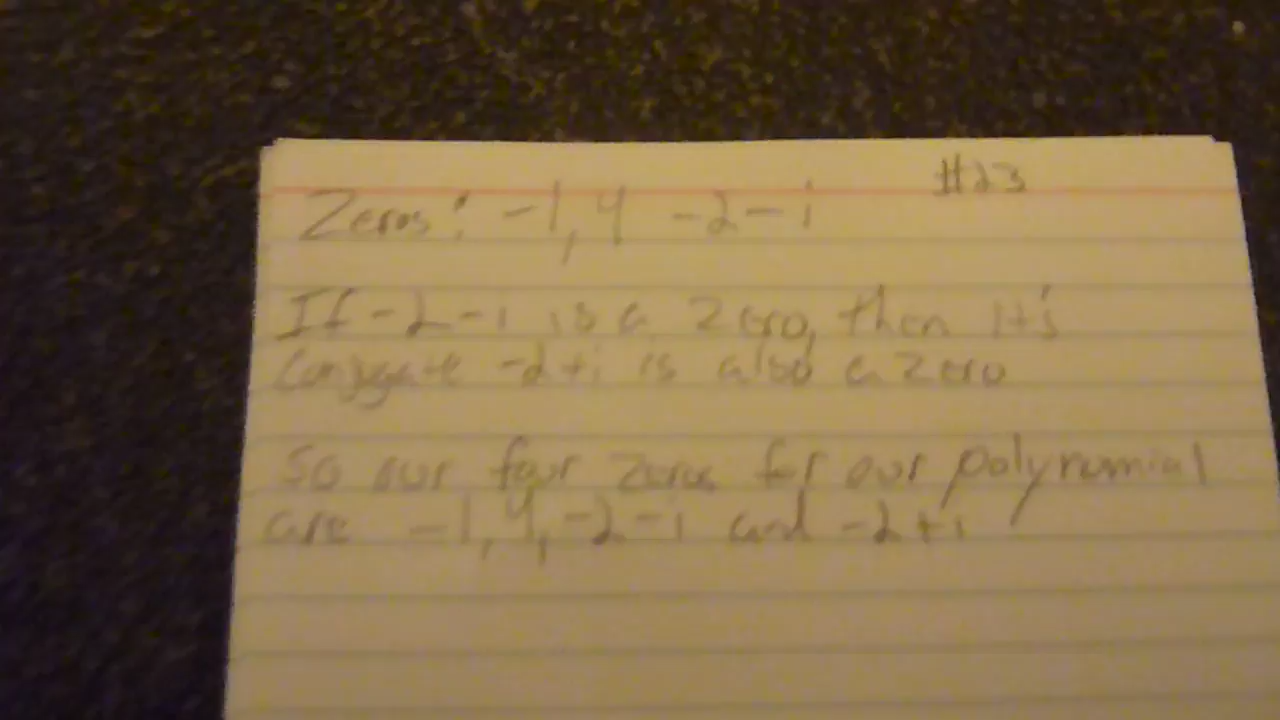 #23
Zeros: -1, 4 -2-i
If -2-i is a zero, then it's
conjugate -2+i is also a zero
So our four zeros for our polynomial
are -1, 4, -2-i and -2+i